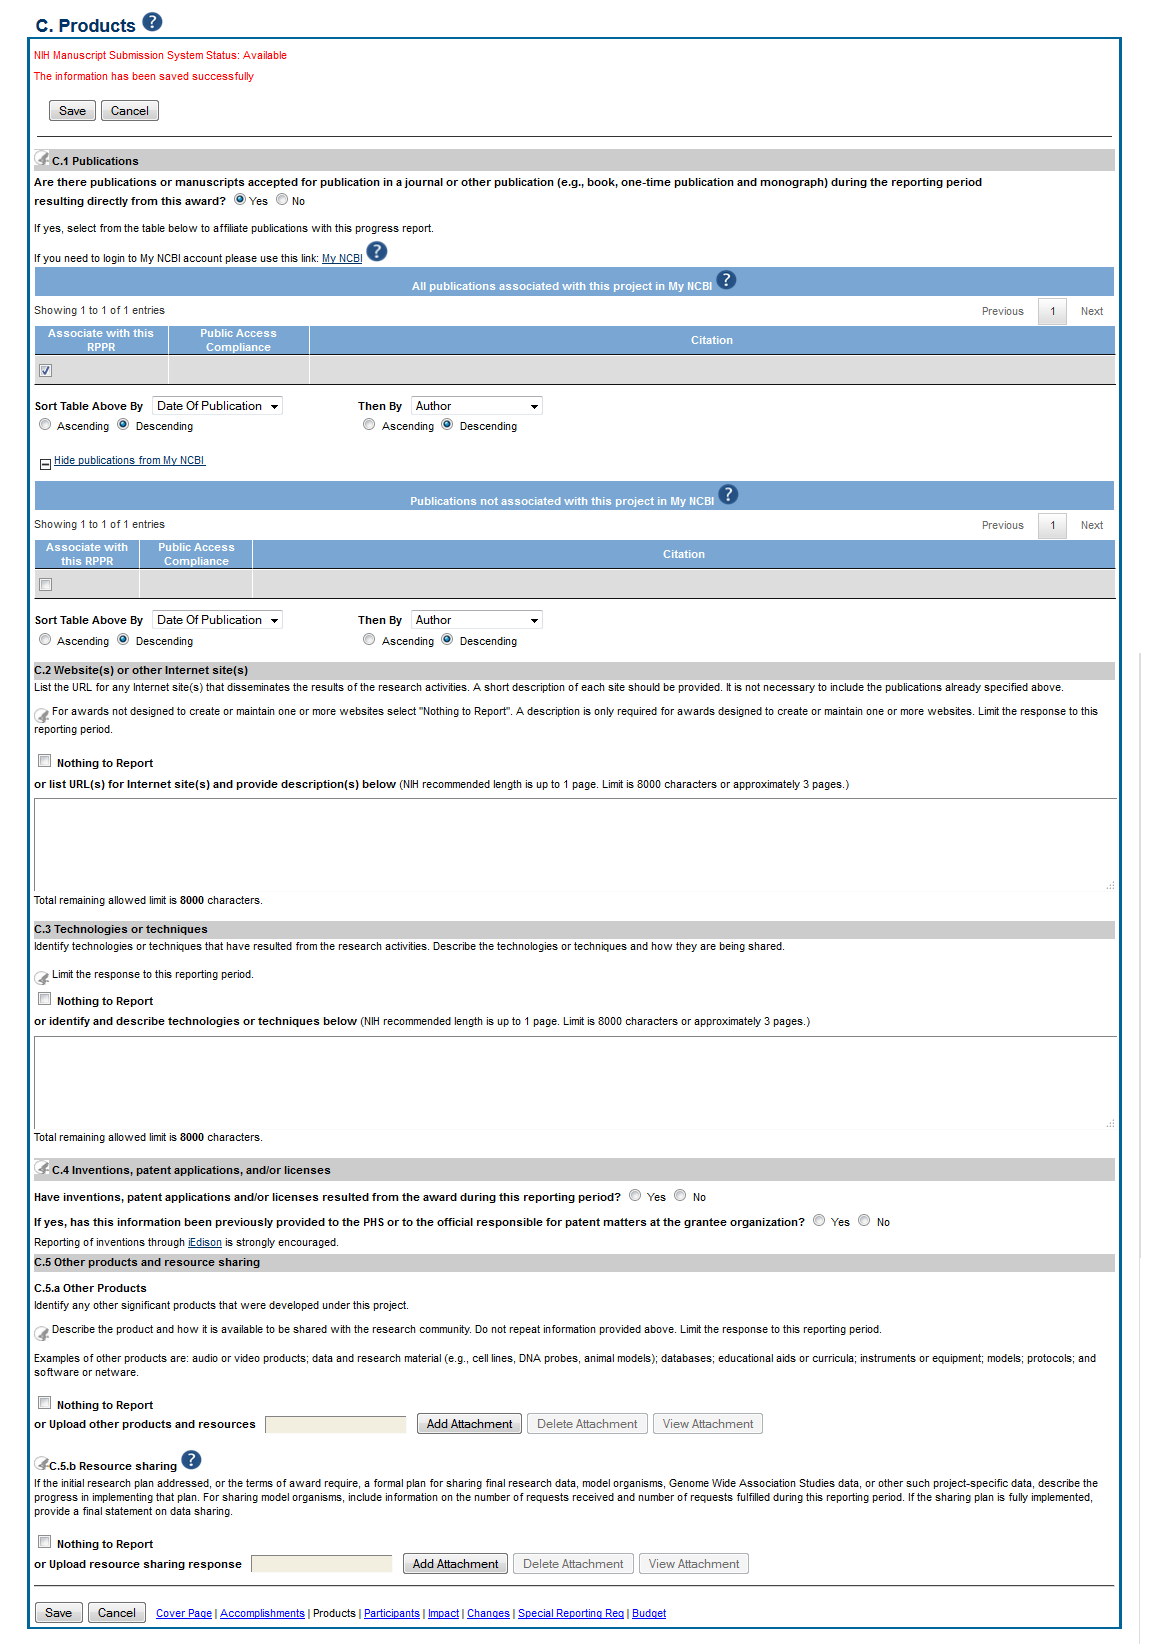 C. Products ?
NIH Manuscript Submission System Status: Available
The information has been saved successfully
Save Cancel
C.1 Publications
Are there publications or manuscripts accepted for publication in a journal or other publication (e.g., book, one-time publication and monograph) during the reporting period
resulting directly from this award? Yes No
If yes, select from the table below to affiliate publications with this progress report.
If you need to login to My NCBI account please use this link: My NCBI ?
All publications associated with this project in My NCBI ?
Showing 1 to 1 of 1 entries Previous 1 Next
Associate with this RPPR Public Access Compliance Citation
Sort Table Above By Date Of Publication Then By Author
Ascending Descending Ascending Descending
Hide publications from My NCBI
Publications not associated with this project in My NCBI ?
Showing 1 to 1 of 1 entries Previous 1 Next
Associate with this RPPR Public Access Compliance Citation
Sort Table Above By Date Of Publication Then By Author
Ascending Descending Ascending Descending
C.2 Website(s) or other Internet site(s)
List the URL for any Internet site(s) that disseminates the results of the research activities. A short description of each site should be provided. It is not necessary to include the publications already specified above.
For awards not designed to create or maintain one or more websites select "Nothing to Report". A description is only required for awards designed to create or maintain one or more websites. Limit the response to this
reporting period.
Nothing to Report
or list URL(s) for Internet site(s) and provide description(s) below (NIH recommended length is up to 1 page. Limit is 8000 characters or approximately 3 pages.)
Total remaining allowed limit is 8000 characters.
C.3 Technologies or techniques
Identify technologies or techniques that have resulted from the research activities. Describe the technologies or techniques and how they are being shared.
Limit the response to this reporting period.
Nothing to Report
or identify and describe technologies or techniques below (NIH recommended length is up to 1 page. Limit is 8000 characters or approximately 3 pages.)
Total remaining allowed limit is 8000 characters.
C.4 Inventions, patent applications, and/or licenses
Have inventions, patent applications and/or licenses resulted from the award during this reporting period? Yes No
If yes, has this information been previously provided to the PHS or to the official responsible for patent matters at the grantee organization? Yes No
Reporting of inventions through iEdison is strongly encouraged.
C.5 Other products and resource sharing
C.5.a Other Products
Identify any other significant products that were developed under this project.
Describe the product and how it is available to be shared with the research community. Do not repeat information provided above. Limit the response to this reporting period.
Examples of other products are: audio or video products; data and research material (e.g., cell lines, DNA probes, animal models); databases; educational aids or curricula; instruments or equipment; models; protocols; and
software or netware.
Nothing to Report
or Upload other products and resources Add Attachment Delete Attachment View Attachment
C.5.b Resource sharing ?
If the initial research plan addressed, or the terms of award require, a formal plan for sharing final research data, model organisms, Genome Wide Association Studies data, or other such project-specific data, describe the
progress in implementing that plan. For sharing model organisms, include information on the number of requests received and number of requests fulfilled during this reporting period. If the sharing plan is fully implemented,
provide a final statement on data sharing.
Nothing to Report
or Upload resource sharing response Add Attachment Delete Attachment View Attachment
Save Cancel Cover Page | Accomplishments | Products | Participants | Impact | Changes | Special Reporting Req | Budget